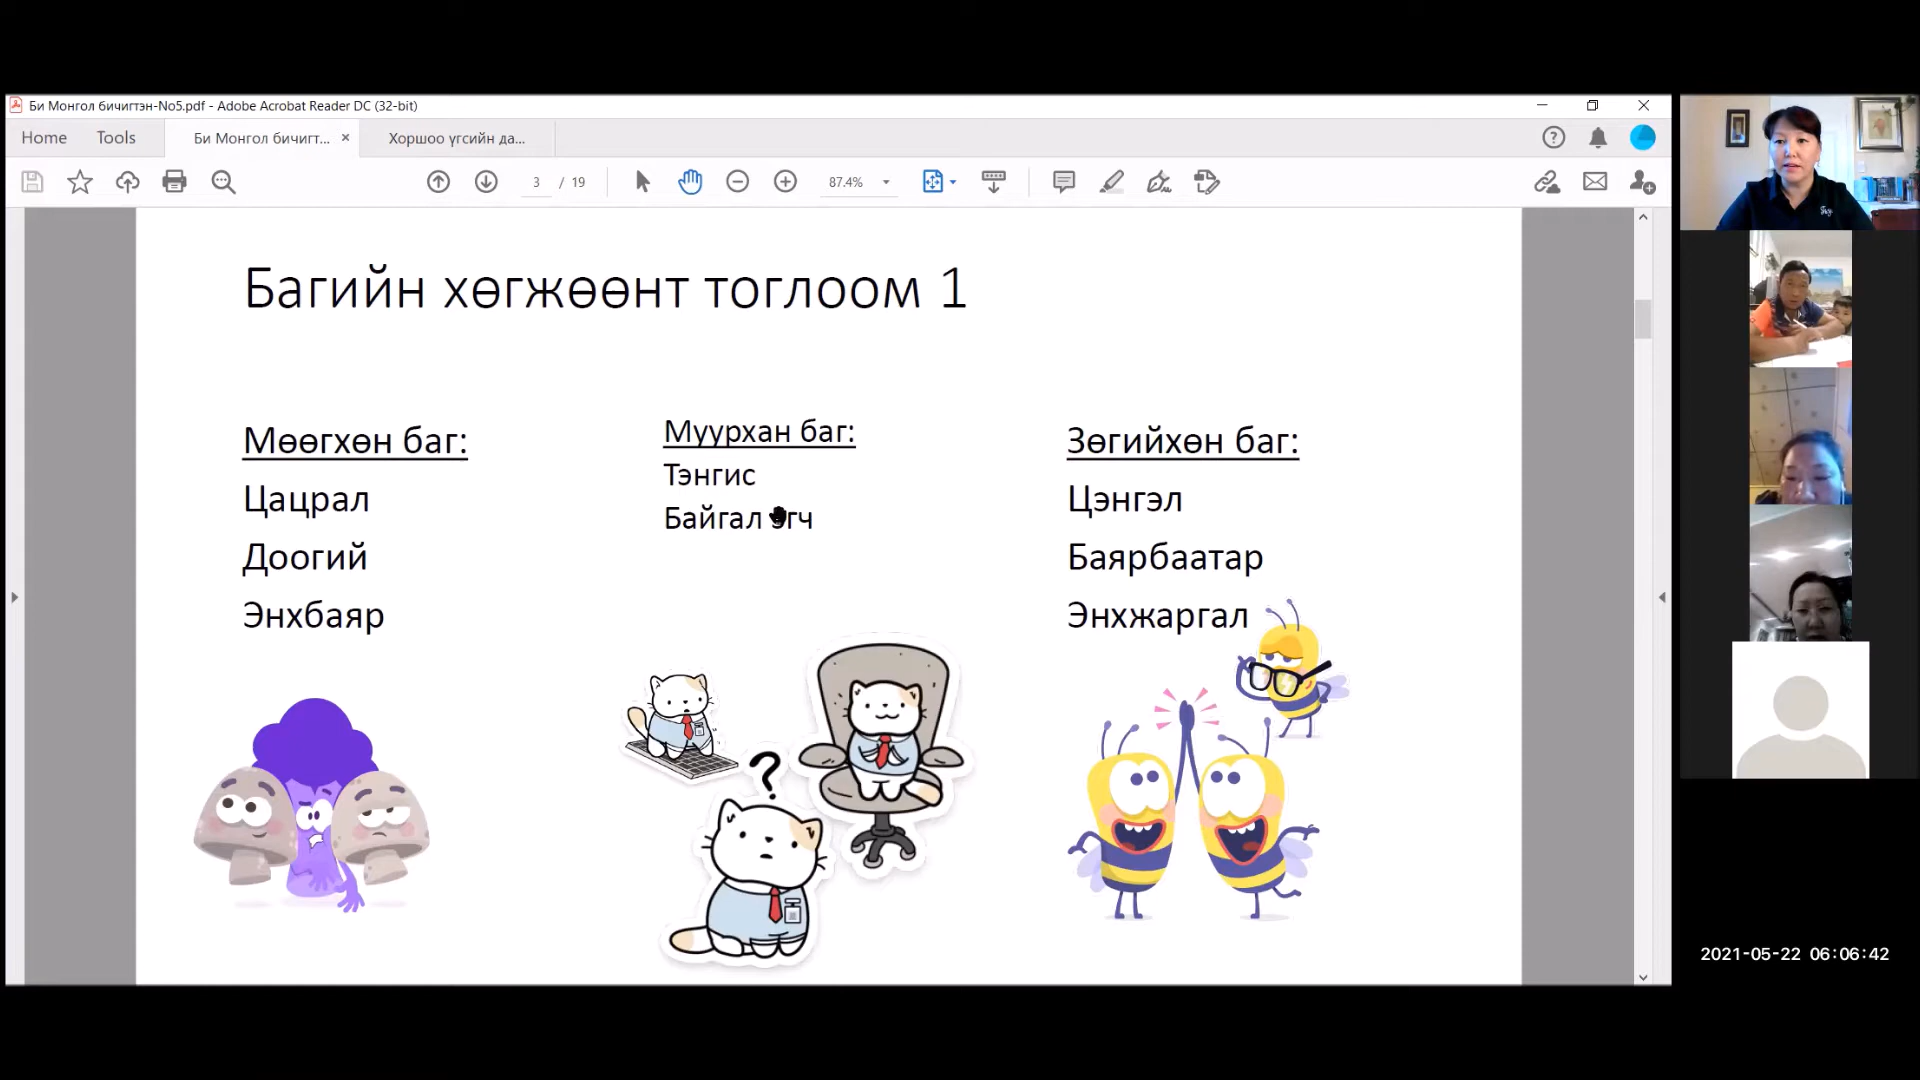 Би Монгол бичигтэн-No5.pdf - Adobe Acrobat Reader DC (32-bit)
Home Tools Би Монгол бичигт... Хоршоо үгсийн да...
3 / 19 87.4%
Багийн хөгжөөнт тоглоом 1
Мөөгхөн баг:
Цацрал
Доогий
Энхбаяр
Муурхан баг:
Тэнгис
Байгал эгч
Зөгийхөн баг:
Цэнгэл
Баярбаатар
Энхжаргал
?
2021-05-22 06:06:42